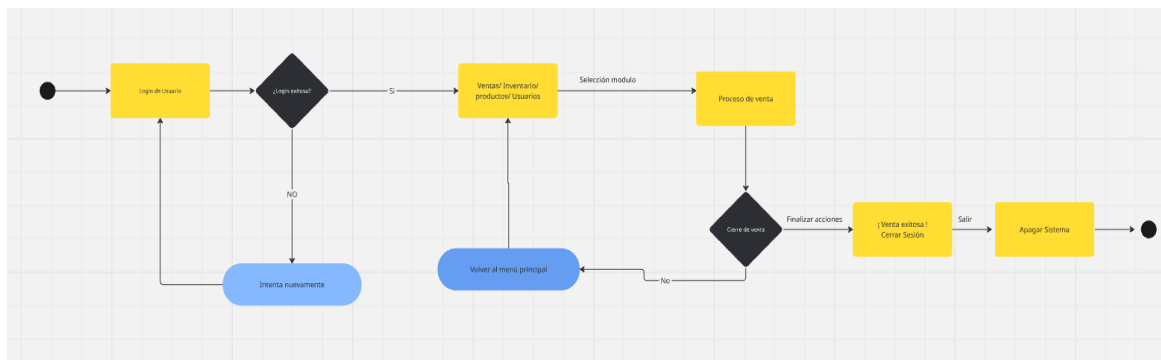 Login de Usuario
¿Login exitosa?
Si
Ventas/ Inventario/
productos/ Usuarios
Selección modulo
Proceso de venta
NO
Cierre de venta
Finalizar acciones
¡ Venta exitosa !
Cerrar Sesión
Salir
Apagar Sistema
Volver al menú principal
No
Intenta nuevamente